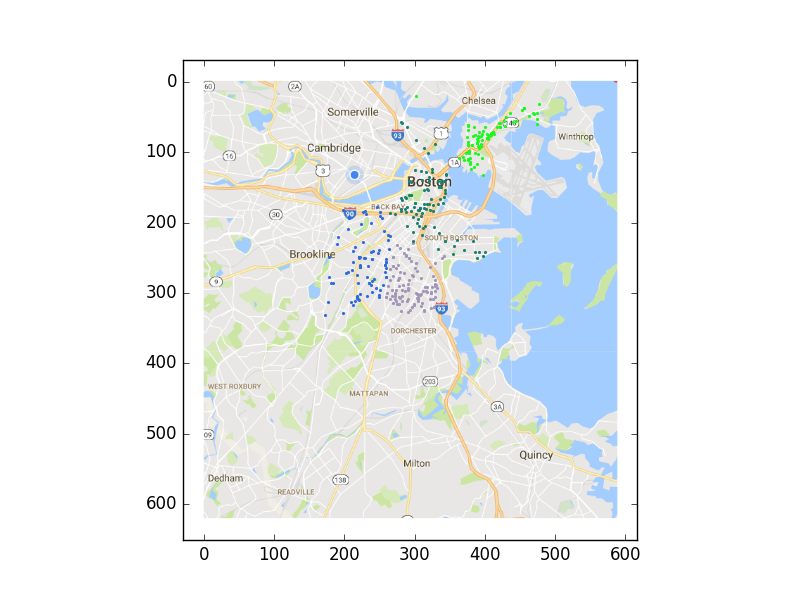 0
100
200
300
400
500
600
0
100
200
300
400
500
600
60
2A
Chelsea
Somerville
93
1
Winthrop
Cambridge
16
1A
3
Boston
BACK BAY
90
30
SOUTH BOSTON
Brookline
9
93
DORCHESTER
203
WEST ROXBURY
MATTAPAN
3A
09
Quincy
Milton
Dedham
138
READVILLE